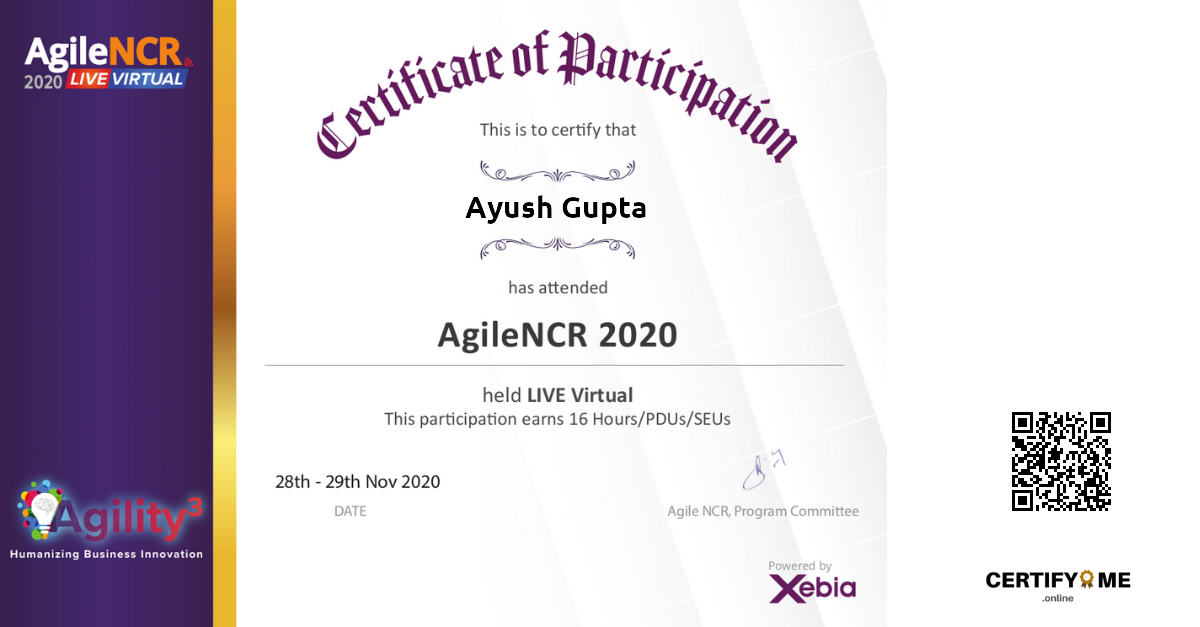 AgileNCR
2020 LIVE VIRTUAL
Certificate of Participation
This is to certify that
Ayush Gupta
has attended
AgileNCR 2020
held LIVE Virtual
This participation earns 16 Hours/PDUs/SEUs
28th - 29th Nov 2020
DATE
Agile NCR, Program Committee
Agility³
Humanizing Business Innovation
Powered by
Xebia
CERTIFY ME
.online